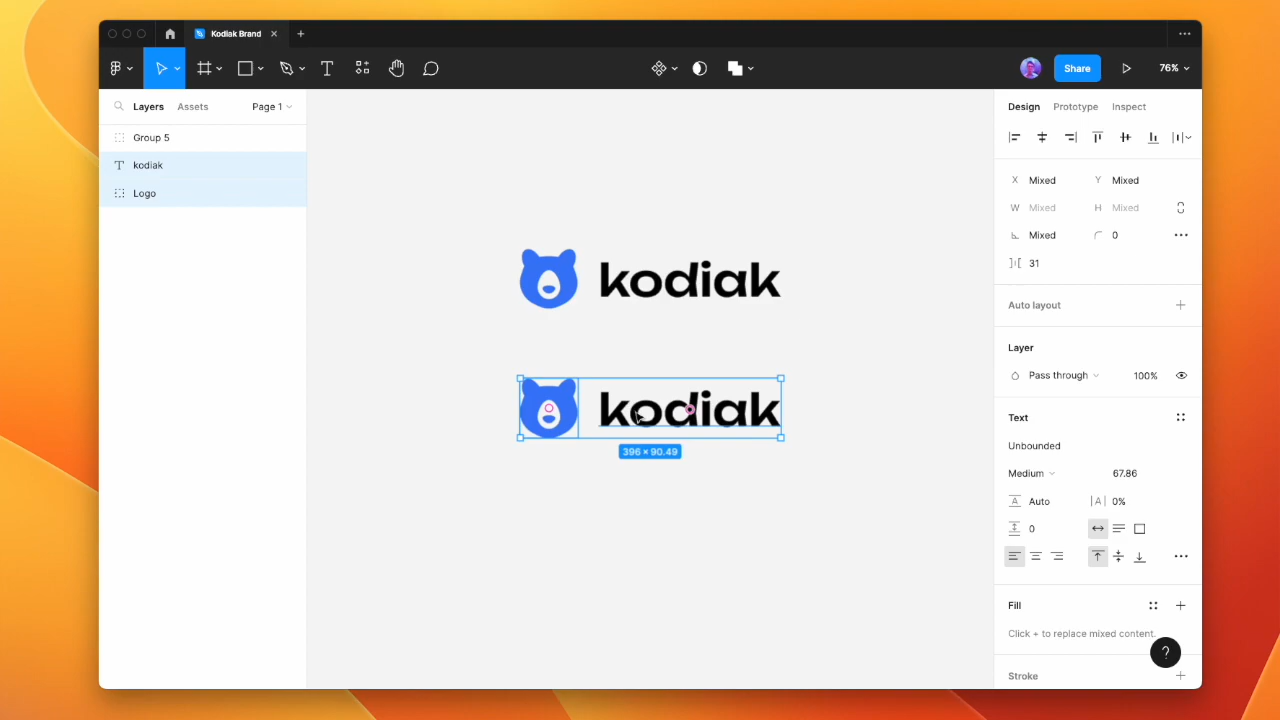 Kodiak Brand
Share
76%
Layers Assets Page 1
Group 5
kodiak
Logo
kodiak
kodiak
396 × 90.49
Design Prototype Inspect
X Mixed Y Mixed
W Mixed H Mixed
Mixed 0
31
Auto layout
Layer
Pass through 100%
Text
Unbounded
Medium 67.86
A Auto |A| 0%
0
Fill
Click + to replace mixed content.
?
Stroke